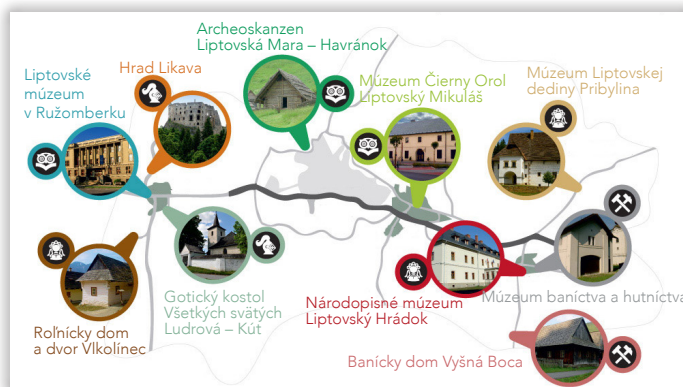 Archeoskanzen
Liptovská Mara – Havránok
Hrad Likava
Liptovské
múzeum
v Ružomberku
Múzeum Čierny Orol
Liptovský Mikuláš
Múzeum Liptovskej
dediny Pribylina
Gotický kostol
Všetkých svätých
Ludrová – Kút
Národopisné múzeum
Liptovský Hrádok
Múzeum baníctva a hutníctva
Roľnícky dom
a dvor Vlkolínec
Banícky dom Vyšná Boca